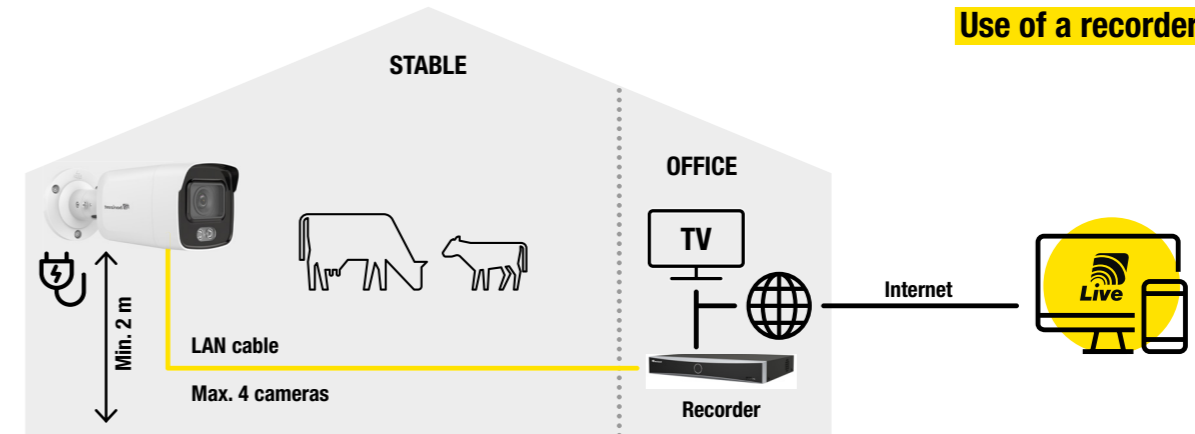 Use of a recorder
STABLE
OFFICE
TV
Internet
Live
Min. 2 m
LAN cable
Max. 4 cameras
Recorder